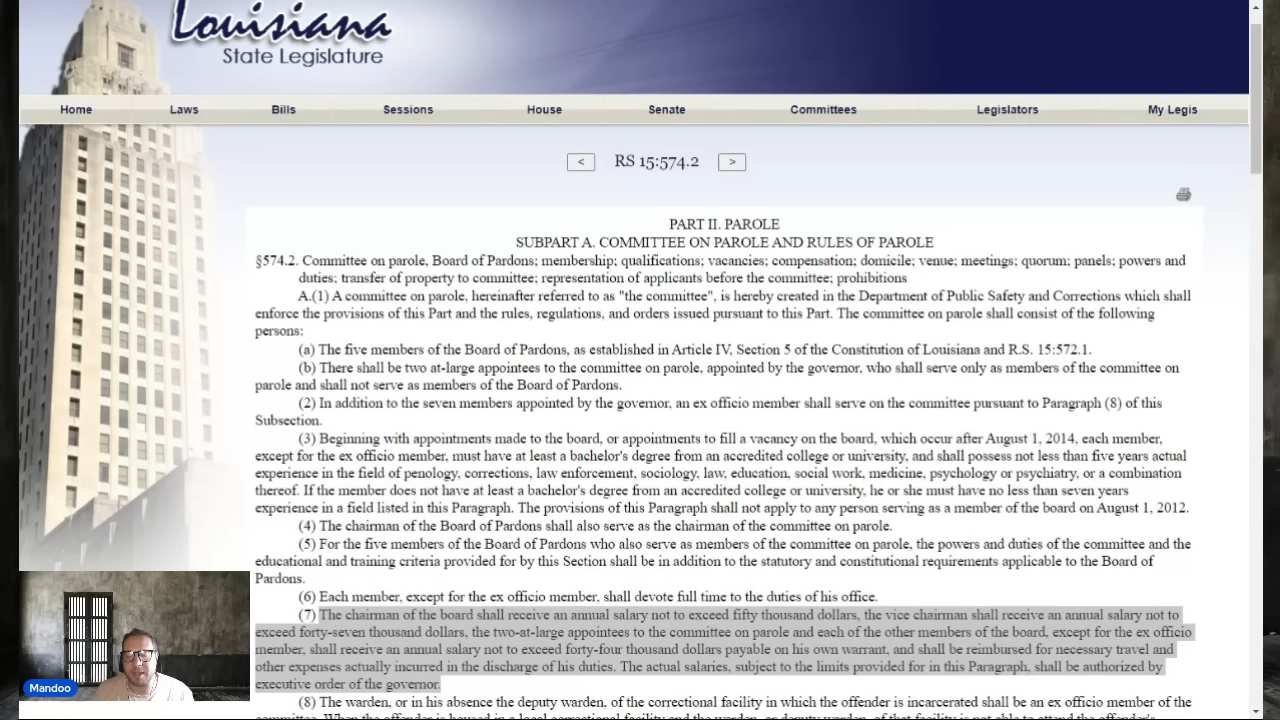 Louisiana
State Legislature
Home Laws Bills Sessions House Senate Committees Legislators My Legis
< RS 15:574.2 >
PART II. PAROLE
SUBPART A. COMMITTEE ON PAROLE AND RULES OF PAROLE
§574.2. Committee on parole, Board of Pardons; membership; qualifications; vacancies; compensation; domicile; venue; meetings; quorum; panels; powers and
duties; transfer of property to committee; representation of applicants before the committee; prohibitions
A.(1) A committee on parole, hereinafter referred to as "the committee", is hereby created in the Department of Public Safety and Corrections which shall
enforce the provisions of this Part and the rules, regulations, and orders issued pursuant to this Part. The committee on parole shall consist of the following
persons:
(a) The five members of the Board of Pardons, as established in Article IV, Section 5 of the Constitution of Louisiana and R.S. 15:572.1.
(b) There shall be two at-large appointees to the committee on parole, appointed by the governor, who shall serve only as members of the committee on
parole and shall not serve as members of the Board of Pardons.
(2) In addition to the seven members appointed by the governor, an ex officio member shall serve on the committee pursuant to Paragraph (8) of this
Subsection.
(3) Beginning with appointments made to the board, or appointments to fill a vacancy on the board, which occur after August 1, 2014, each member,
except for the ex officio member, must have at least a bachelor's degree from an accredited college or university, and shall possess not less than five years actual
experience in the field of penology, corrections, law enforcement, sociology, law, education, social work, medicine, psychology or psychiatry, or a combination
thereof. If the member does not have at least a bachelor's degree from an accredited college or university, he or she must have no less than seven years
experience in a field listed in this Paragraph. The provisions of this Paragraph shall not apply to any person serving as a member of the board on August 1, 2012.
(4) The chairman of the Board of Pardons shall also serve as the chairman of the committee on parole.
(5) For the five members of the Board of Pardons who also serve as members of the committee on parole, the powers and duties of the committee and the
educational and training criteria provided for by this Section shall be in addition to the statutory and constitutional requirements applicable to the Board of
Pardons.
(6) Each member, except for the ex officio member, shall devote full time to the duties of his office.
(7) The chairman of the board shall receive an annual salary not to exceed fifty thousand dollars, the vice chairman shall receive an annual salary not to
exceed forty-seven thousand dollars, the two-at-large appointees to the committee on parole and each of the other members of the board, except for the ex officio
member, shall receive an annual salary not to exceed forty-four thousand dollars payable on his own warrant, and shall be reimbursed for necessary travel and
other expenses actually incurred in the discharge of his duties. The actual salaries, subject to the limits provided for in this Paragraph, shall be authorized by
executive order of the governor.
(8) The warden, or in his absence the deputy warden, of the correctional facility in which the offender is incarcerated shall be an ex officio member of the
committee. When the offender is housed in a local correctional facility and the warden, or deputy warden, of that facility is not able to attend the offender's
Mandoo